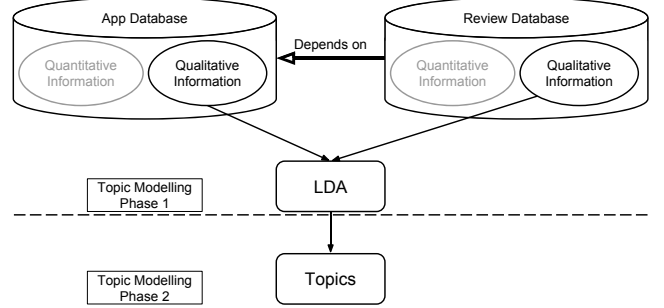 App Database
Review Database
Depends on
Quantitative
Information
Qualitative
Information
Quantitative
Information
Qualitative
Information
LDA
Topic Modelling
Phase 1
Topics
Topic Modelling
Phase 2